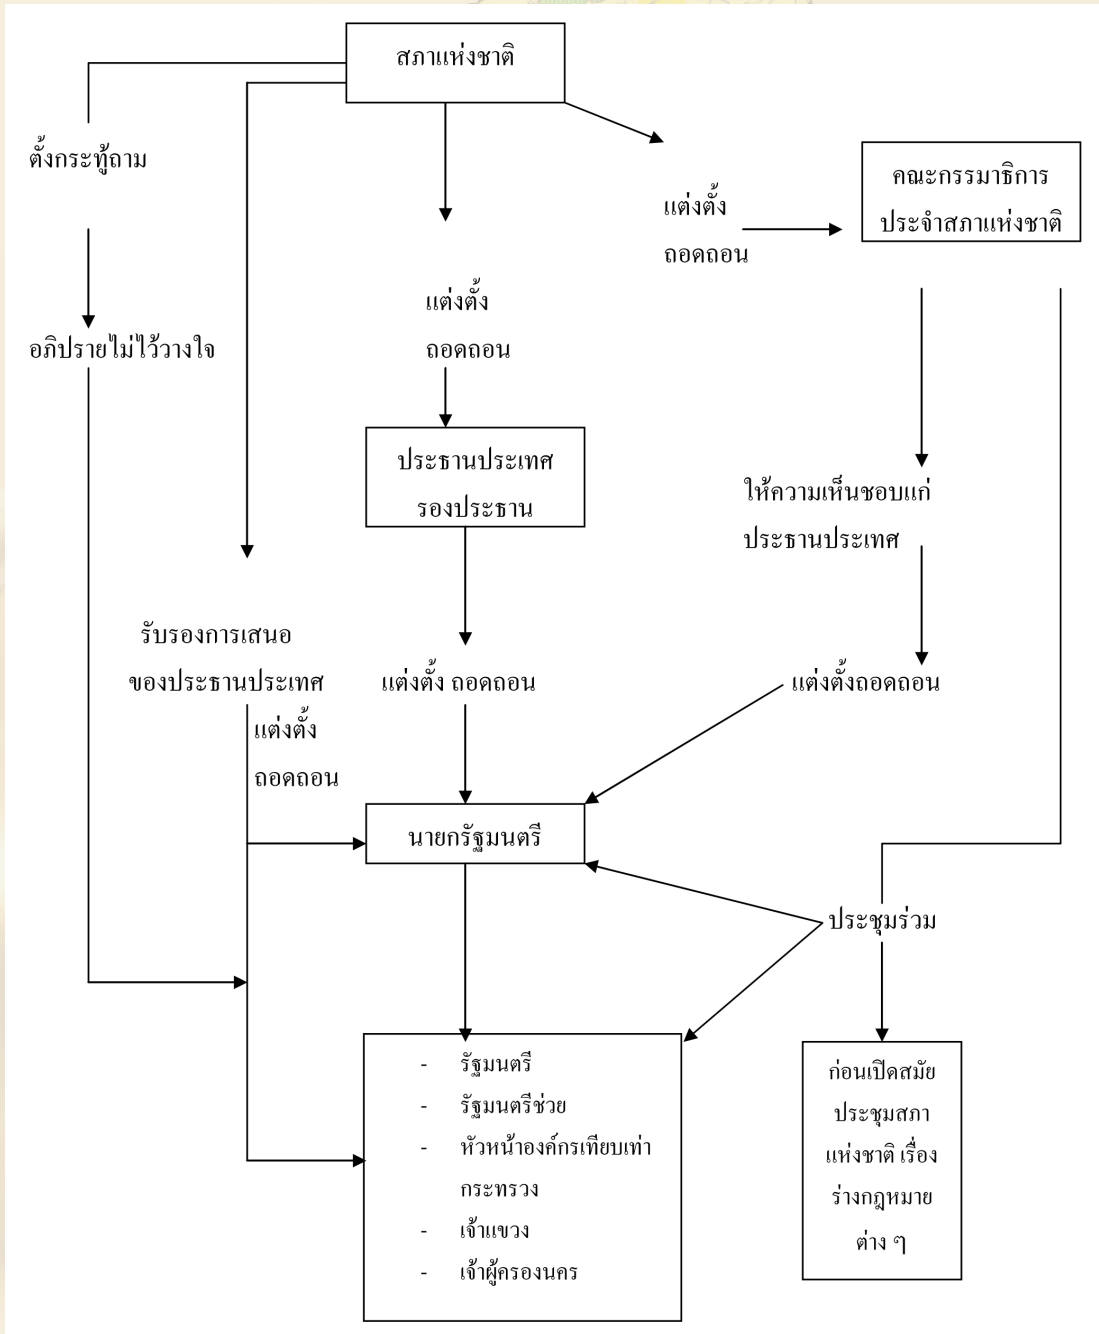 สภาแห่งชาติ
ตั้งกระทู้ถาม
คณะกรรมาธิการ
ประจำสภาแห่งชาติ
แต่งตั้ง
ถอดถอน
แต่งตั้ง
ถอดถอน
อภิปรายไม่ไว้วางใจ
ประธานประเทศ
รองประธาน
ให้ความเห็นชอบแก่
ประธานประเทศ
รับรองการเสนอ
ของประธานประเทศ
แต่งตั้ง
ถอดถอน
แต่งตั้ง ถอดถอน
แต่งตั้งถอดถอน
นายกรัฐมนตรี
ประชุมร่วม
- รัฐมนตรี
- รัฐมนตรีช่วย
- หัวหน้าองค์กรเทียบเท่า
กระทรวง
- เจ้าแขวง
- เจ้าผู้ครองนคร
ก่อนเปิดสมัย
ประชุมสภา
แห่งชาติ เรื่อง
ร่างกฎหมาย
ต่าง ๆ